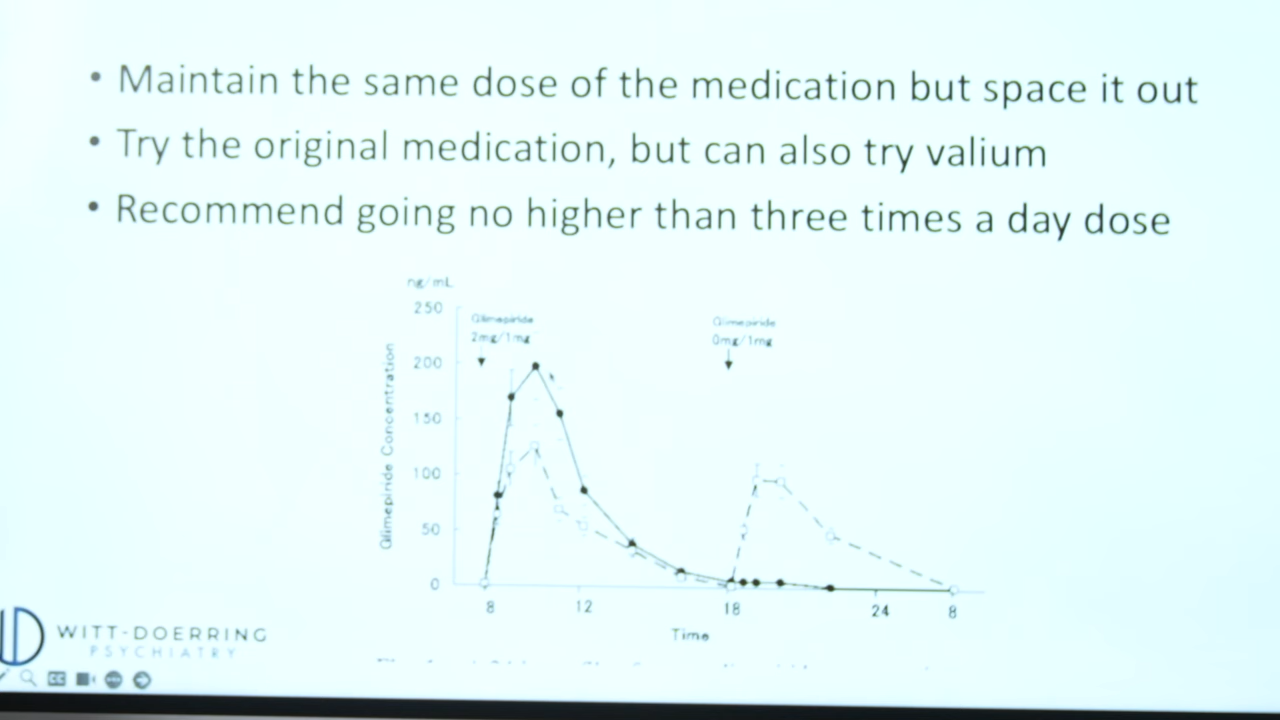 • Maintain the same dose of the medication but space it out
• Try the original medication, but can also try valium
• Recommend going no higher than three times a day dose
ng/mL
250
200
150
100
50
0
Glimepiride Concentration
Glimepiride
2mg/1mg
Glimepiride
0mg/1mg
8
12
18
24
8
Time
WITT-DOERRING
PSYCHIATRY
CC